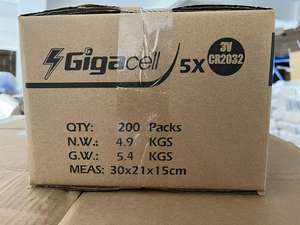 Gigacell 5X 3V
CR2032
QTY: 200 Packs
N.W.: 4.9 KGS
G.W.: 5.4 KGS
MEAS: 30x21x15cm